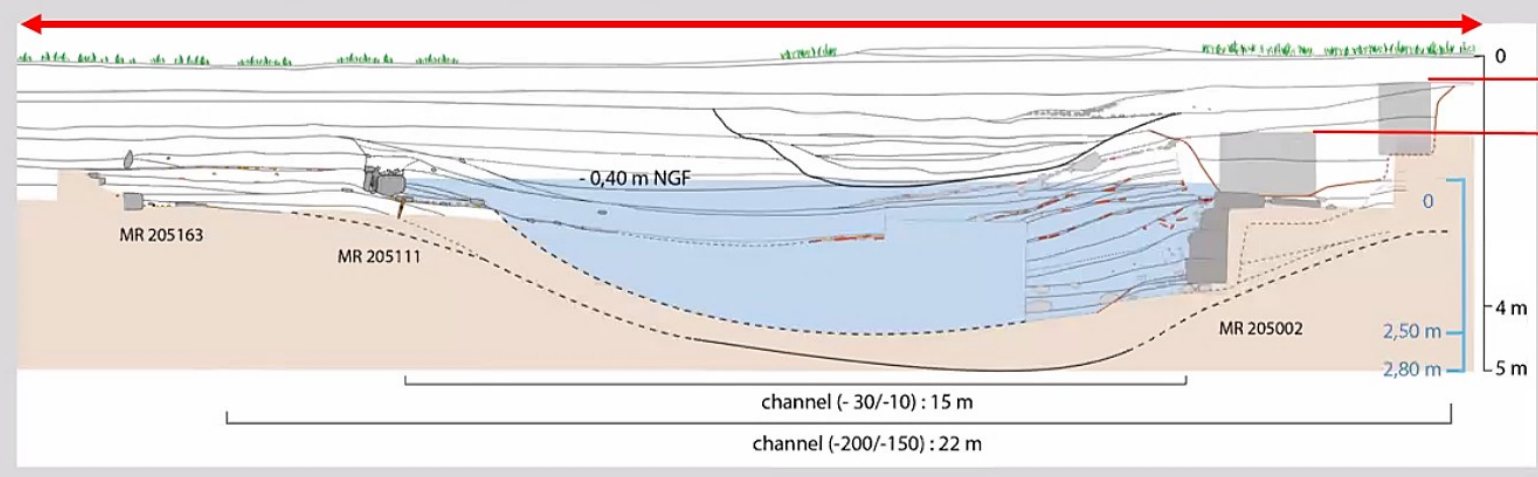 0
- 0,40 m NGF
0
MR 205163
MR 205111
MR 205002
4 m
2,50 m
2,80 m
5 m
channel (- 30/-10) : 15 m
channel (-200/-150) : 22 m